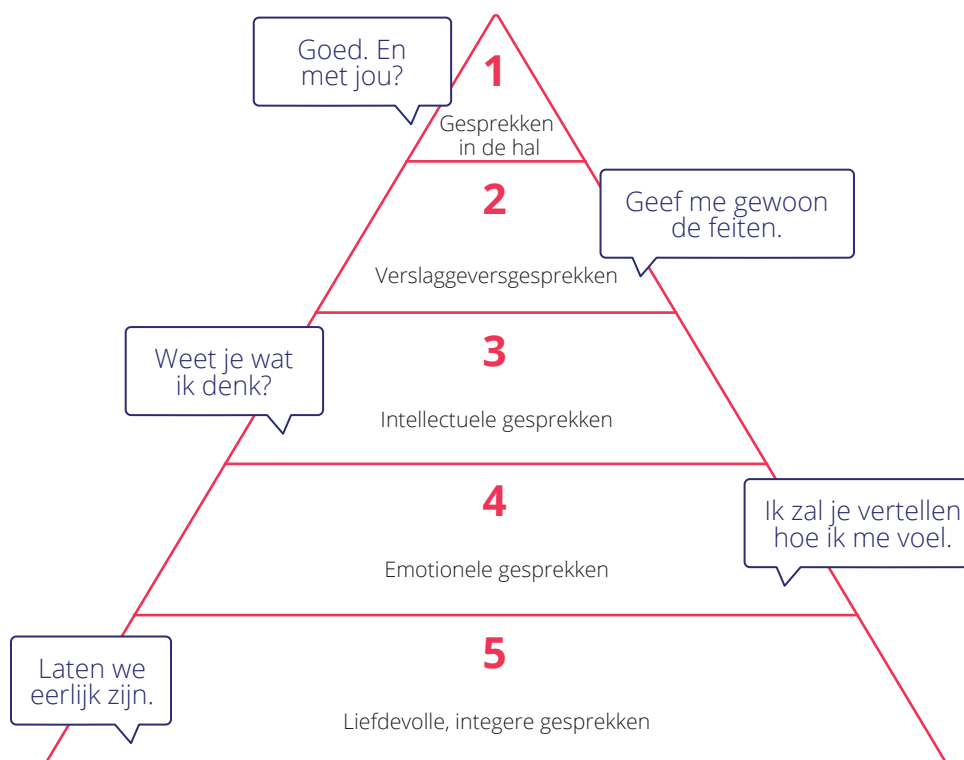 Goed. En
met jou?
1
Gesprekken
in de hal
2
Geef me gewoon
de feiten.
Verslaggeversgesprekken
3
Weet je wat
ik denk?
Intellectuele gesprekken
4
Ik zal je vertellen
hoe ik me voel.
Emotionele gesprekken
5
Laten we
eerlijk zijn.
Liefdevolle, integere gesprekken